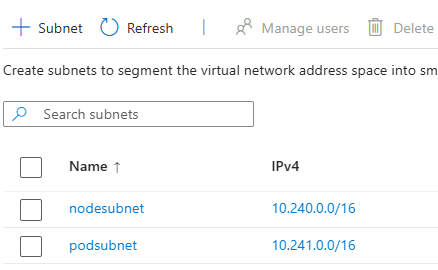 + Subnet Refresh | Manage users Delete
Create subnets to segment the virtual network address space into sm
Search subnets
Name ↑ IPv4
nodesubnet 10.240.0.0/16
podsubnet 10.241.0.0/16